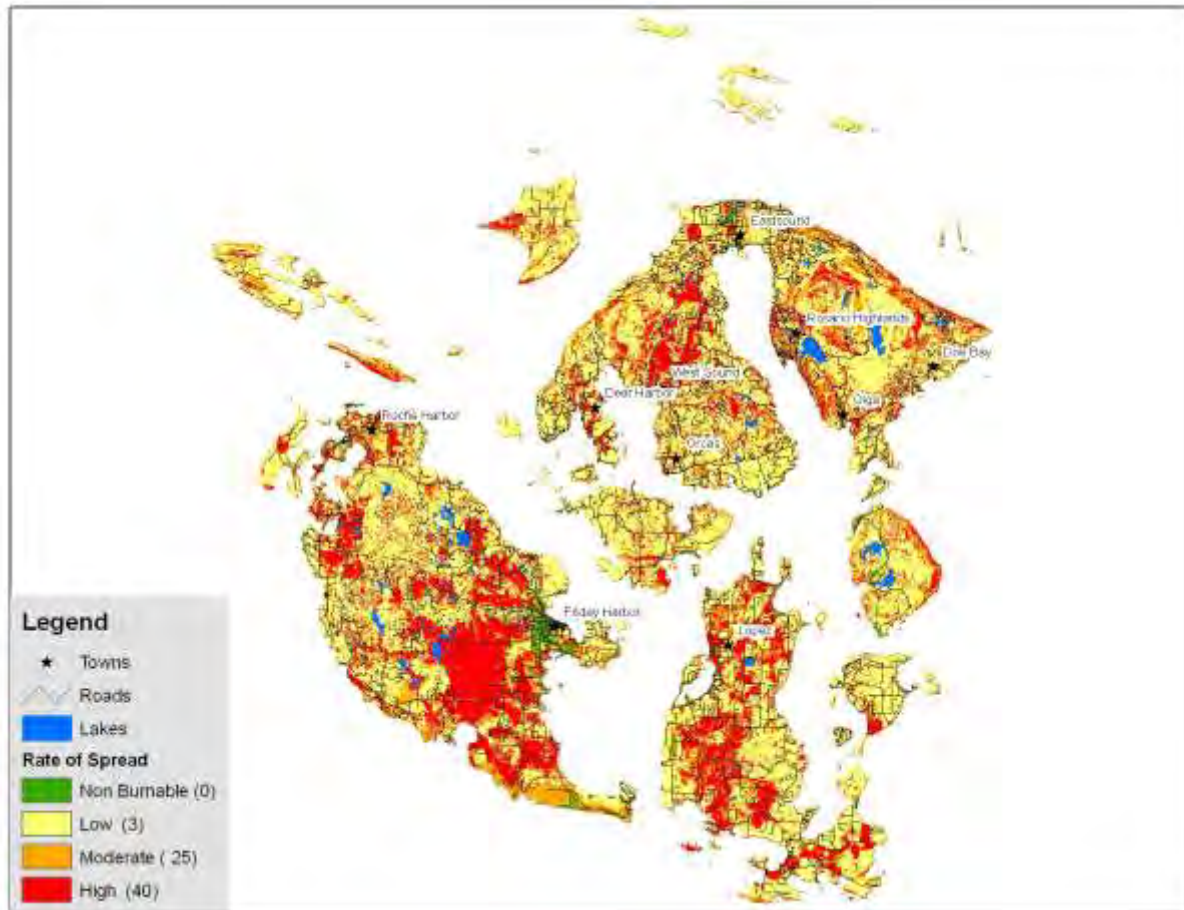 Eastsound
Rosario Highlands
Doe Bay
West Sound
Deer Harbor
Olga
Roche Harbor
Orcas
Friday Harbor
Lopez
Legend
Towns
Roads
Lakes
Rate of Spread
Non Burnable (0)
Low (3)
Moderate ( 25)
High (40)